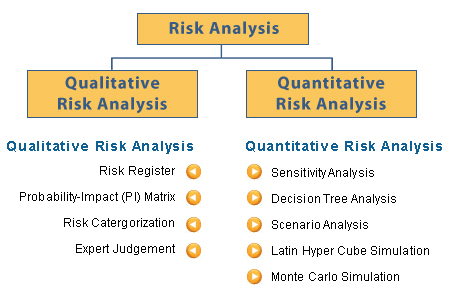 Risk Analysis
Qualitative
Risk Analysis
Quantitative
Risk Analysis
Qualitative Risk Analysis
Risk Register
Probability-Impact (PI) Matrix
Risk Catergorization
Expert Judgement
Quantitative Risk Analysis
Sensitivity Analysis
Decision Tree Analysis
Scenario Analysis
Latin Hyper Cube Simulation
Monte Carlo Simulation